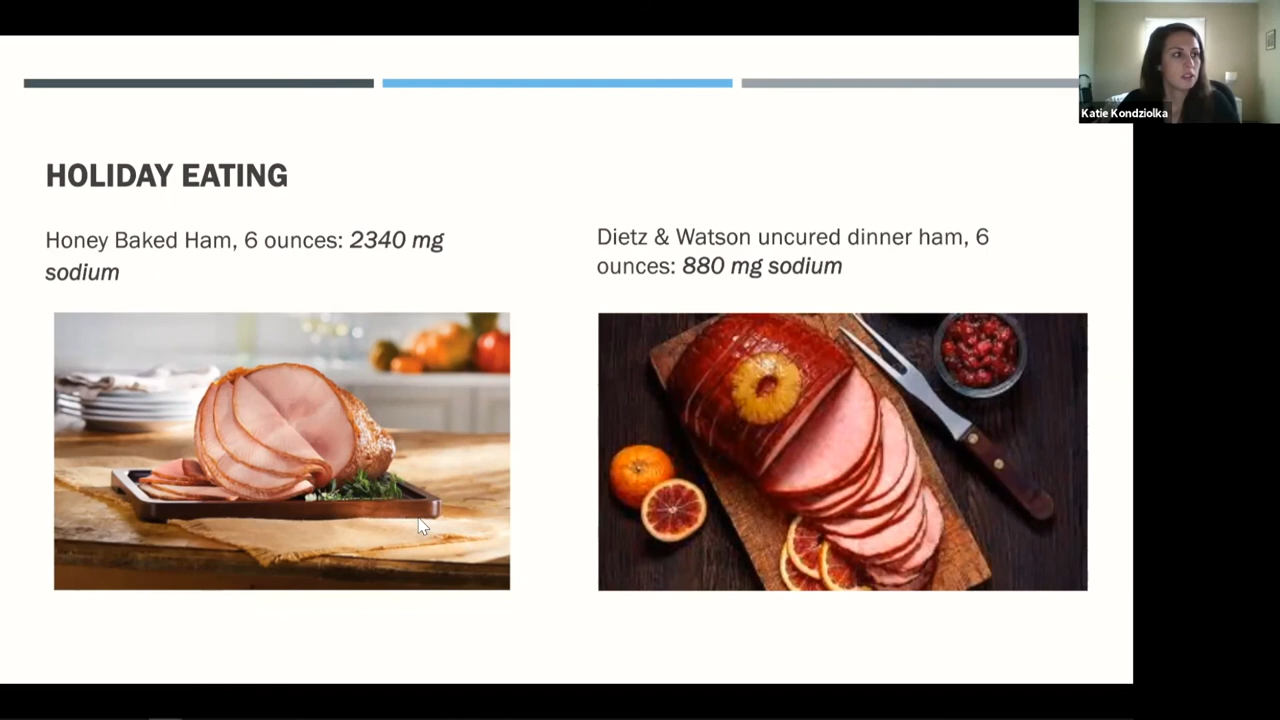 Katie Kondziolka
HOLIDAY EATING
Honey Baked Ham, 6 ounces: 2340 mg
sodium
Dietz & Watson uncured dinner ham, 6
ounces: 880 mg sodium